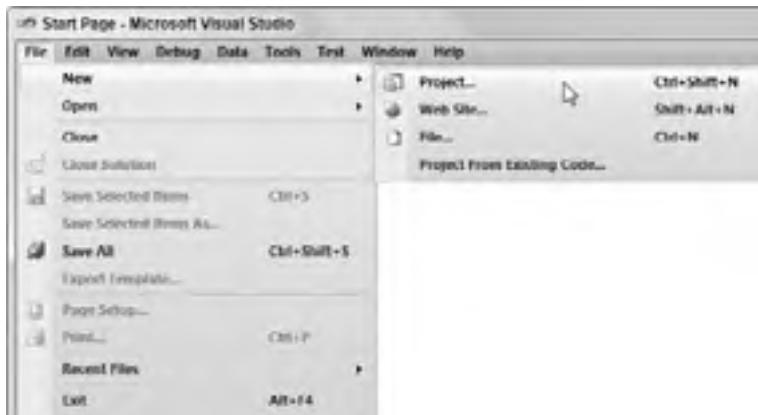 Start Page - Microsoft Visual Studio
File Edit View Debug Data Tools Test Window Help
New
Open
Close
Close Solution
Save Selected Items Ctrl+S
Save Selected Items As...
Save All Ctrl+Shift+S
Export Template...
Page Setup...
Print... Ctrl+P
Recent Files
Exit Alt+F4
Project... Ctrl+Shift+N
Web Site... Shift+Alt+N
File... Ctrl+N
Project From Existing Code...